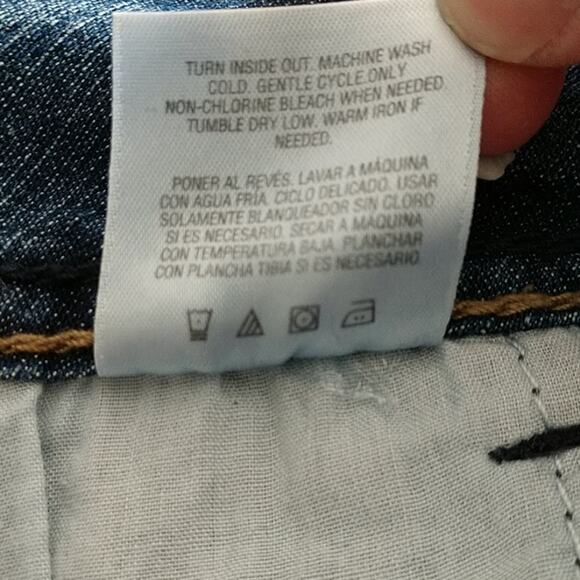 TURN INSIDE OUT. MACHINE WASH
COLD. GENTLE CYCLE.ONLY
NON-CHLORINE BLEACH WHEN NEEDED.
TUMBLE DRY LOW. WARM IRON IF
NEEDED.
PONER AL REVÉS. LAVAR A MÁQUINA
CON AGUA FRÍA. CICLO DELICADO. USAR
SOLAMENTE BLANQUEADOR SIN CLORO
SI ES NECESARIO. SECAR A MÁQUINA
CON TEMPERATURA BAJA. PLANCHAR
CON PLANCHA TIBIA SI ES NECESARIO